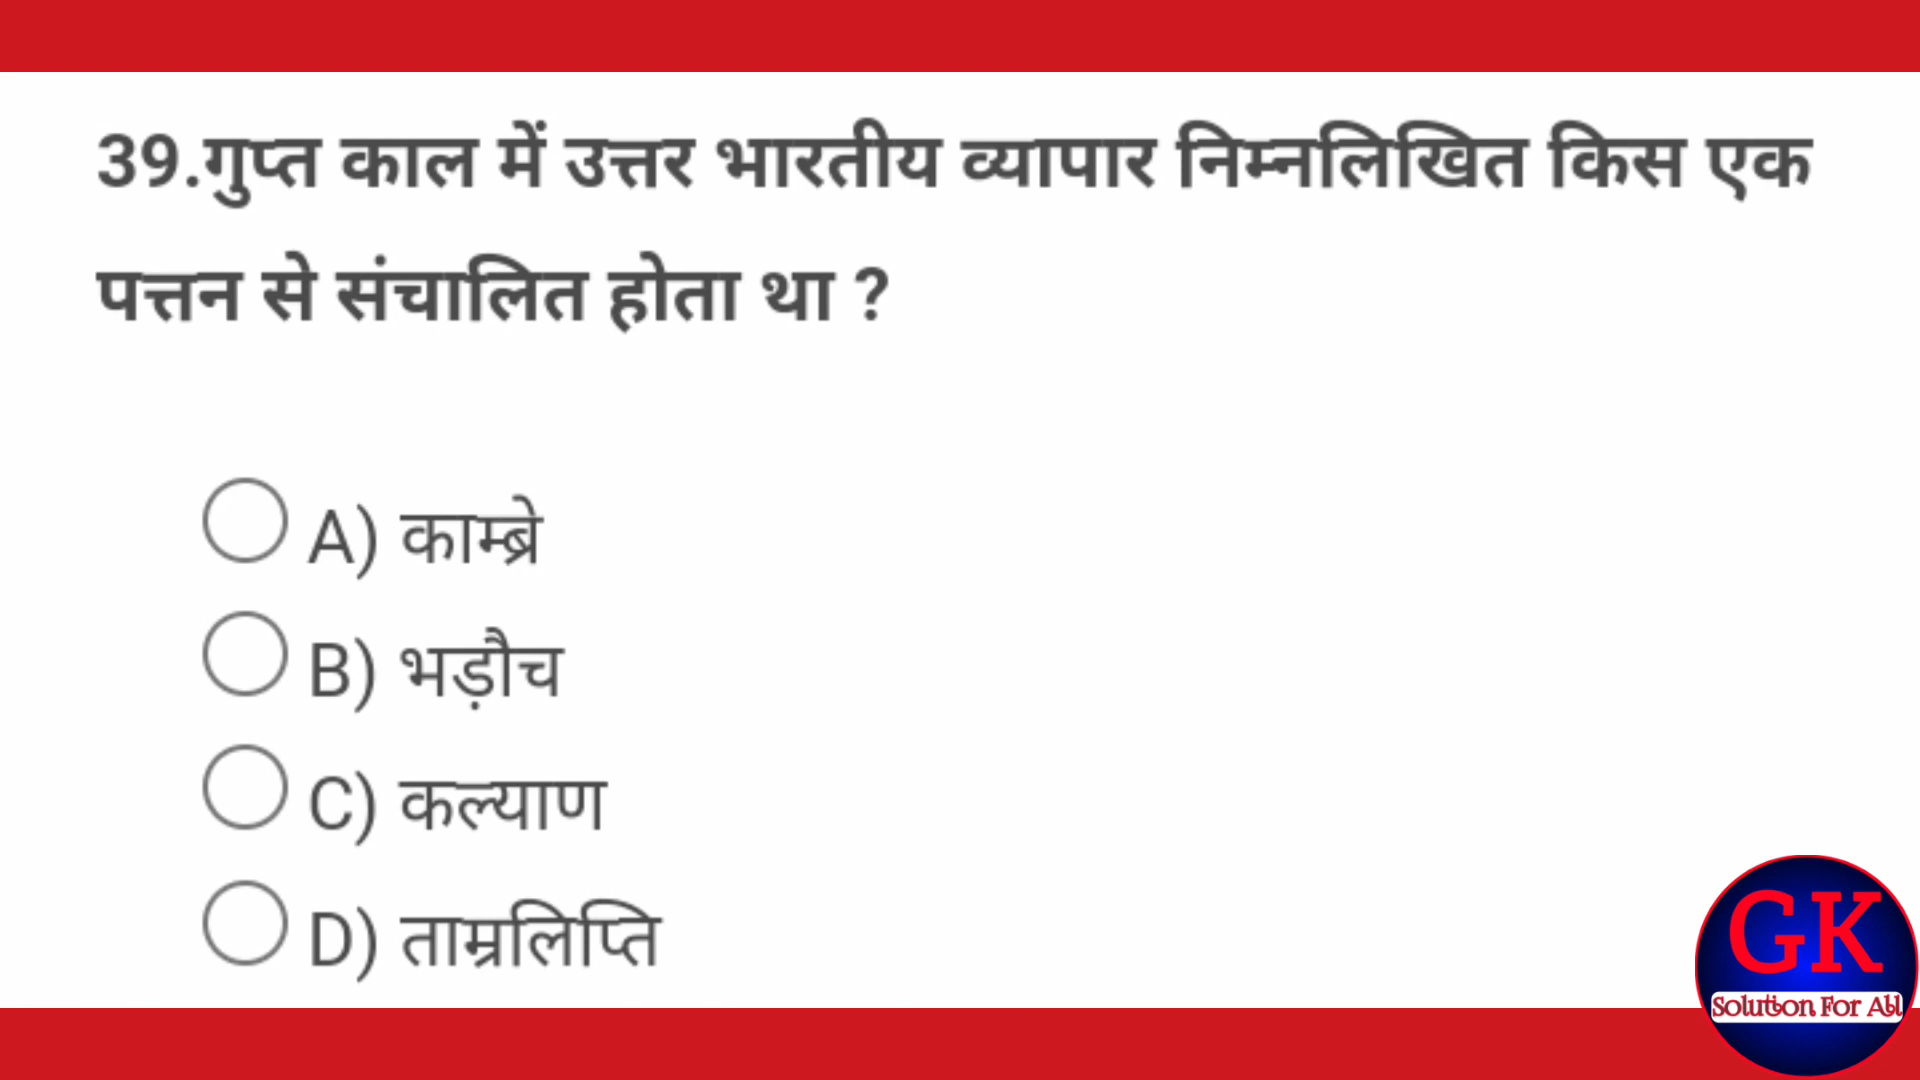 39.गुप्त काल में उत्तर भारतीय व्यापार निम्नलिखित किस एक
पत्तन से संचालित होता था ?
A) काम्ब्रे
B) भड़ौच
C) कल्याण
D) ताम्रलिप्ति
GK
Solution For All